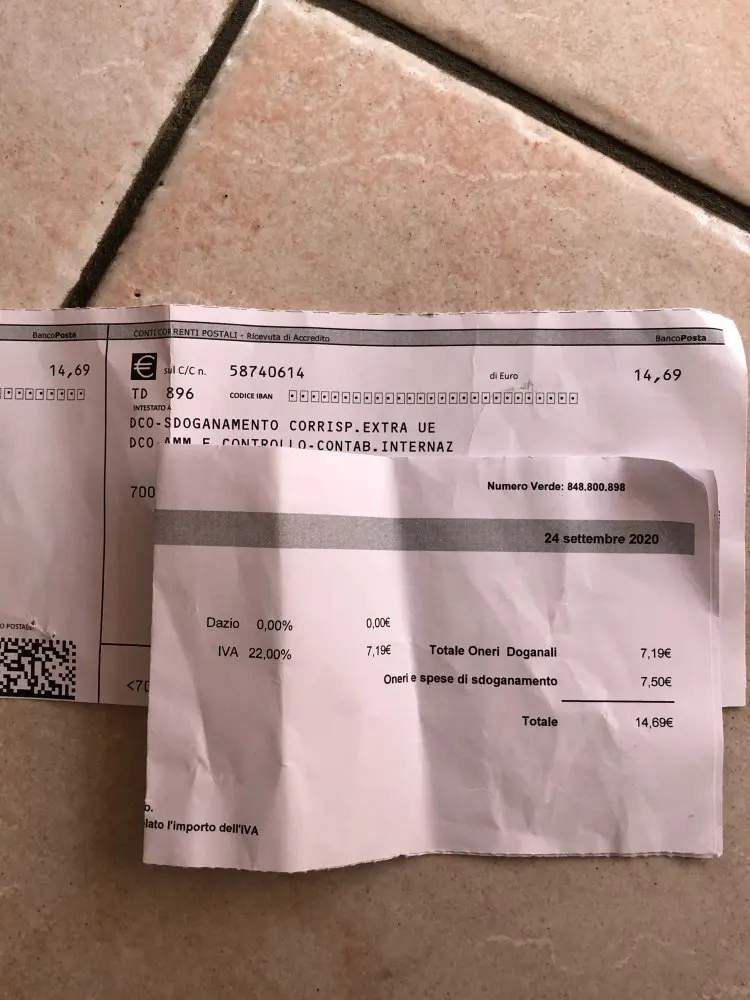 BancoPosta
14,69
O POSTALE
CONTI CORRENTI POSTALI - Ricevuta di Accredito BancoPosta
€ sul C/C n. 58740614 di Euro 14,69
TD 896 CODICE IBAN
INTESTATO A
DCO-SDOGANAMENTO CORRISP.EXTRA UE
DCO-AMM E CONTROLLO-CONTAB.INTERNAZ
700
<70
Numero Verde: 848.800.898
24 settembre 2020
Dazio 0,00% 0,00€
IVA 22,00% 7,19€ Totale Oneri Doganali 7,19€
Oneri e spese di sdoganamento 7,50€
Totale 14,69€
o.
lato l'importo dell'IVA